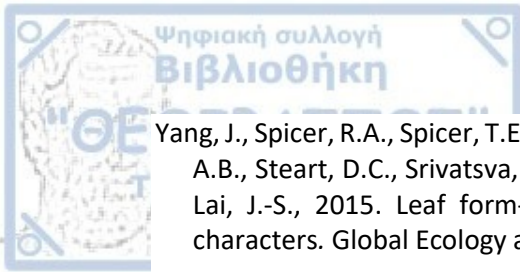 Ψηφιακή συλλογή
Βιβλιοθήκη
Yang, J., Spicer, R.A., Spicer, T.E
A.B., Steart, D.C., Srivatsva,
Lai, J.-S., 2015. Leaf form-
characters. Global Ecology a